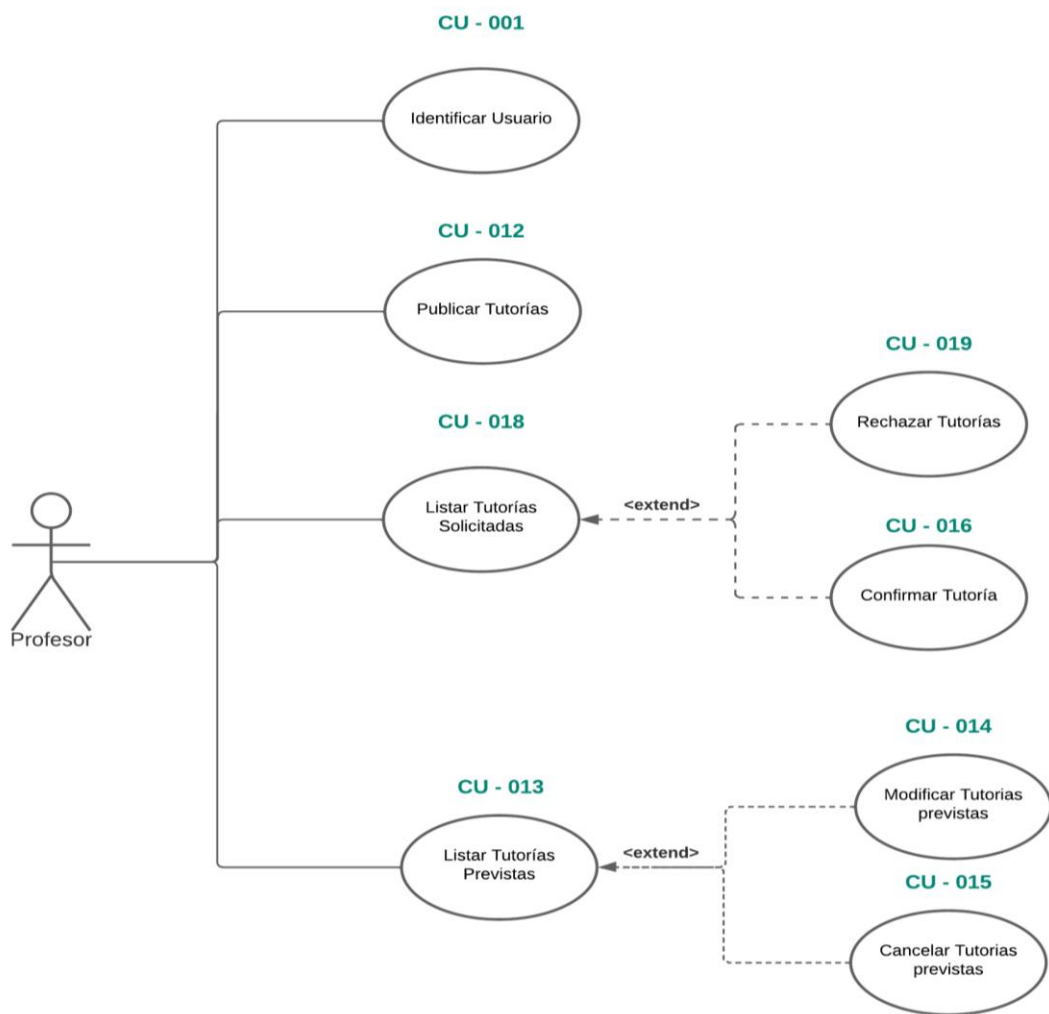 CU - 001
Identificar Usuario
CU - 012
Publicar Tutorías
CU - 018
Listar Tutorías
Solicitadas
<extend>
CU - 019
Rechazar Tutorías
CU - 016
Confirmar Tutoría
Profesor
CU - 013
Listar Tutorías
Previstas
<extend>
CU - 014
Modificar Tutorias
previstas
CU - 015
Cancelar Tutorias
previstas